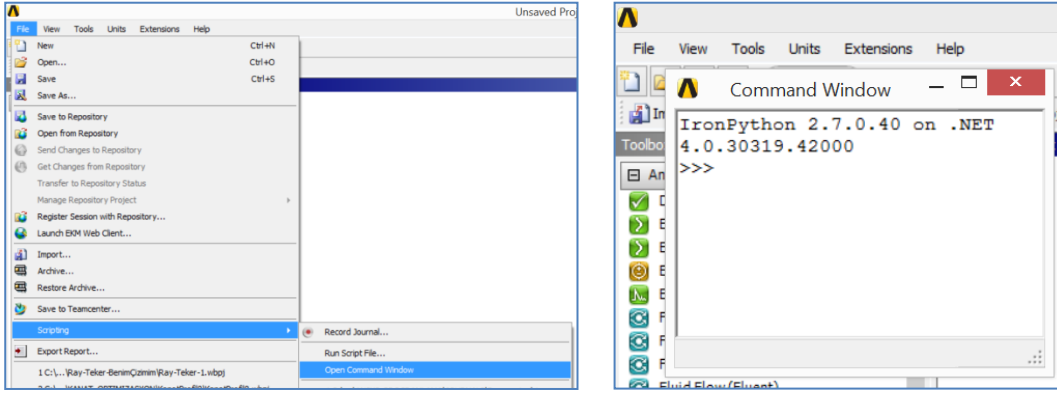 Unsaved Pro
File View Tools Units Extensions Help
New Ctrl+N
Open... Ctrl+O
Save Ctrl+S
Save As...
Save to Repository
Open from Repository
Send Changes to Repository
Get Changes from Repository
Transfer to Repository Status
Manage Repository Project
Register Session with Repository...
Launch EKM Web Client...
Import...
Archive...
Restore Archive...
Save to Teamcenter...
Scripting
Record Journal...
Export Report...
Run Script File...
1 C:\...\Ray-Teker-BenimÇizimim\Ray-Teker-1.wbpj
Open Command Window
File View Tools Units Extensions Help
Command Window
IronPython 2.7.0.40 on .NET
4.0.30319.42000
>>>
Im
Toolbo
An
Fluid Flow (Fluent)